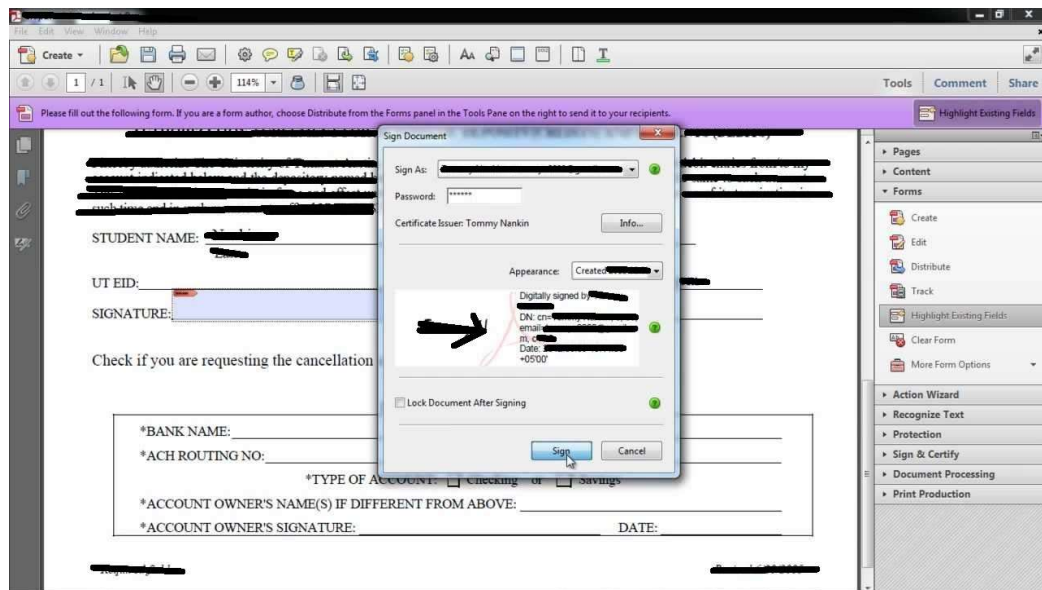 File Edit View Window Help
Create
1 / 1 114% Tools Comment Share
Please fill out the following form. If you are a form author, choose Distribute from the Forms panel in the Tools Pane on the right to send it to your recipients.
Highlight Existing Fields
Sign Document
Sign As:
Password: ******
Certificate Issuer: Tommy Nankin
Info...
Appearance: Created
Digitally signed by
DN: cn=
email:
m, c
Date:
+05'00'
Lock Document After Signing
Sign Cancel
STUDENT NAME:
UT EID:
SIGNATURE:
Check if you are requesting the cancellation
*BANK NAME:
*ACH ROUTING NO:
*TYPE OF ACCOUNT: Checking or Savings
*ACCOUNT OWNER'S NAME(S) IF DIFFERENT FROM ABOVE:
*ACCOUNT OWNER'S SIGNATURE: DATE:
Pages
Content
Forms
Create
Edit
Distribute
Track
Highlight Existing Fields
Clear Form
More Form Options
Action Wizard
Recognize Text
Protection
Sign & Certify
Document Processing
Print Production